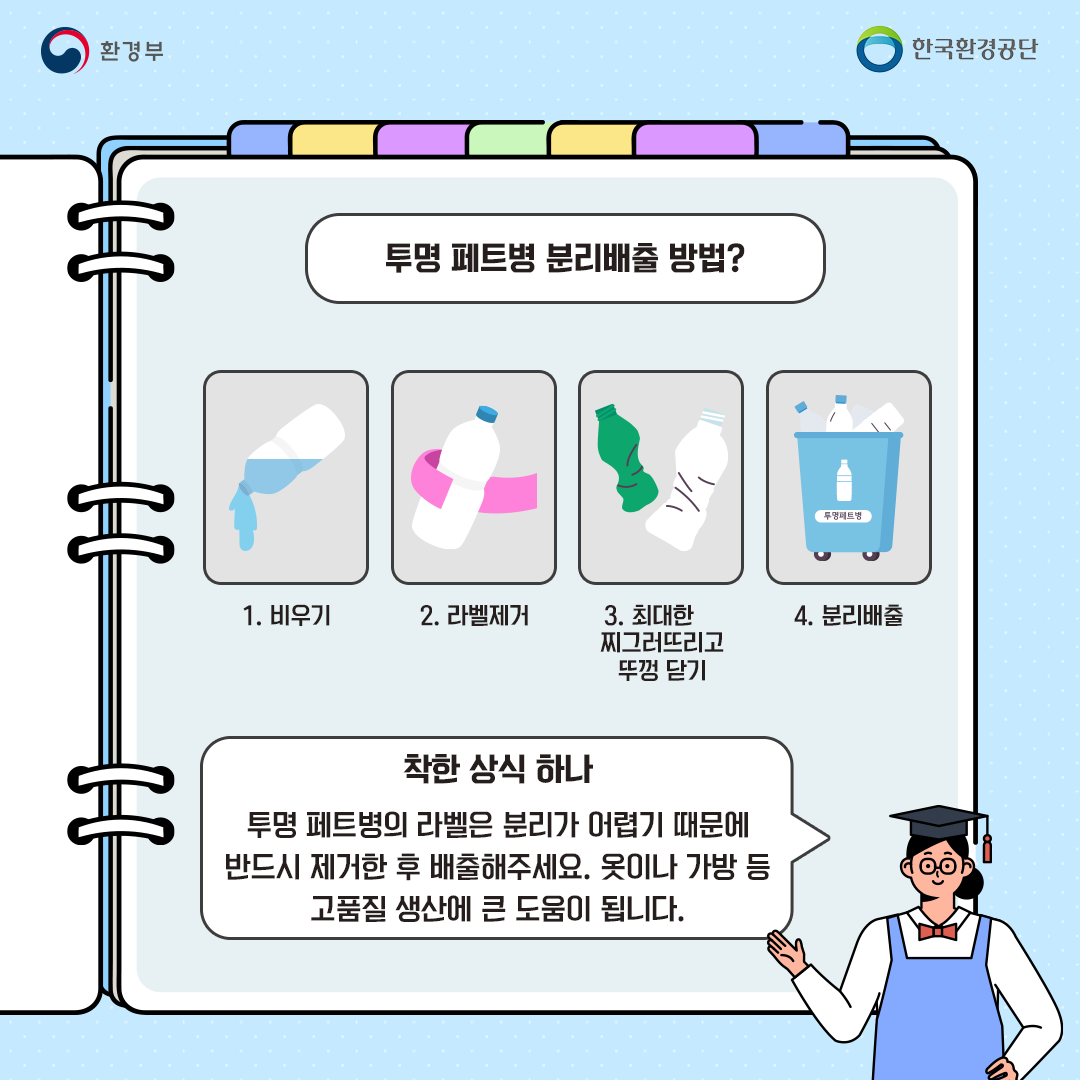 환경부
한국환경공단
투명 페트병 분리배출 방법?
투명페트병
1. 비우기
2. 라벨제거
3. 최대한
찌그러뜨리고
뚜껑 닫기
4. 분리배출
착한 상식 하나
투명 페트병의 라벨은 분리가 어렵기 때문에
반드시 제거한 후 배출해주세요. 옷이나 가방 등
고품질 생산에 큰 도움이 됩니다.